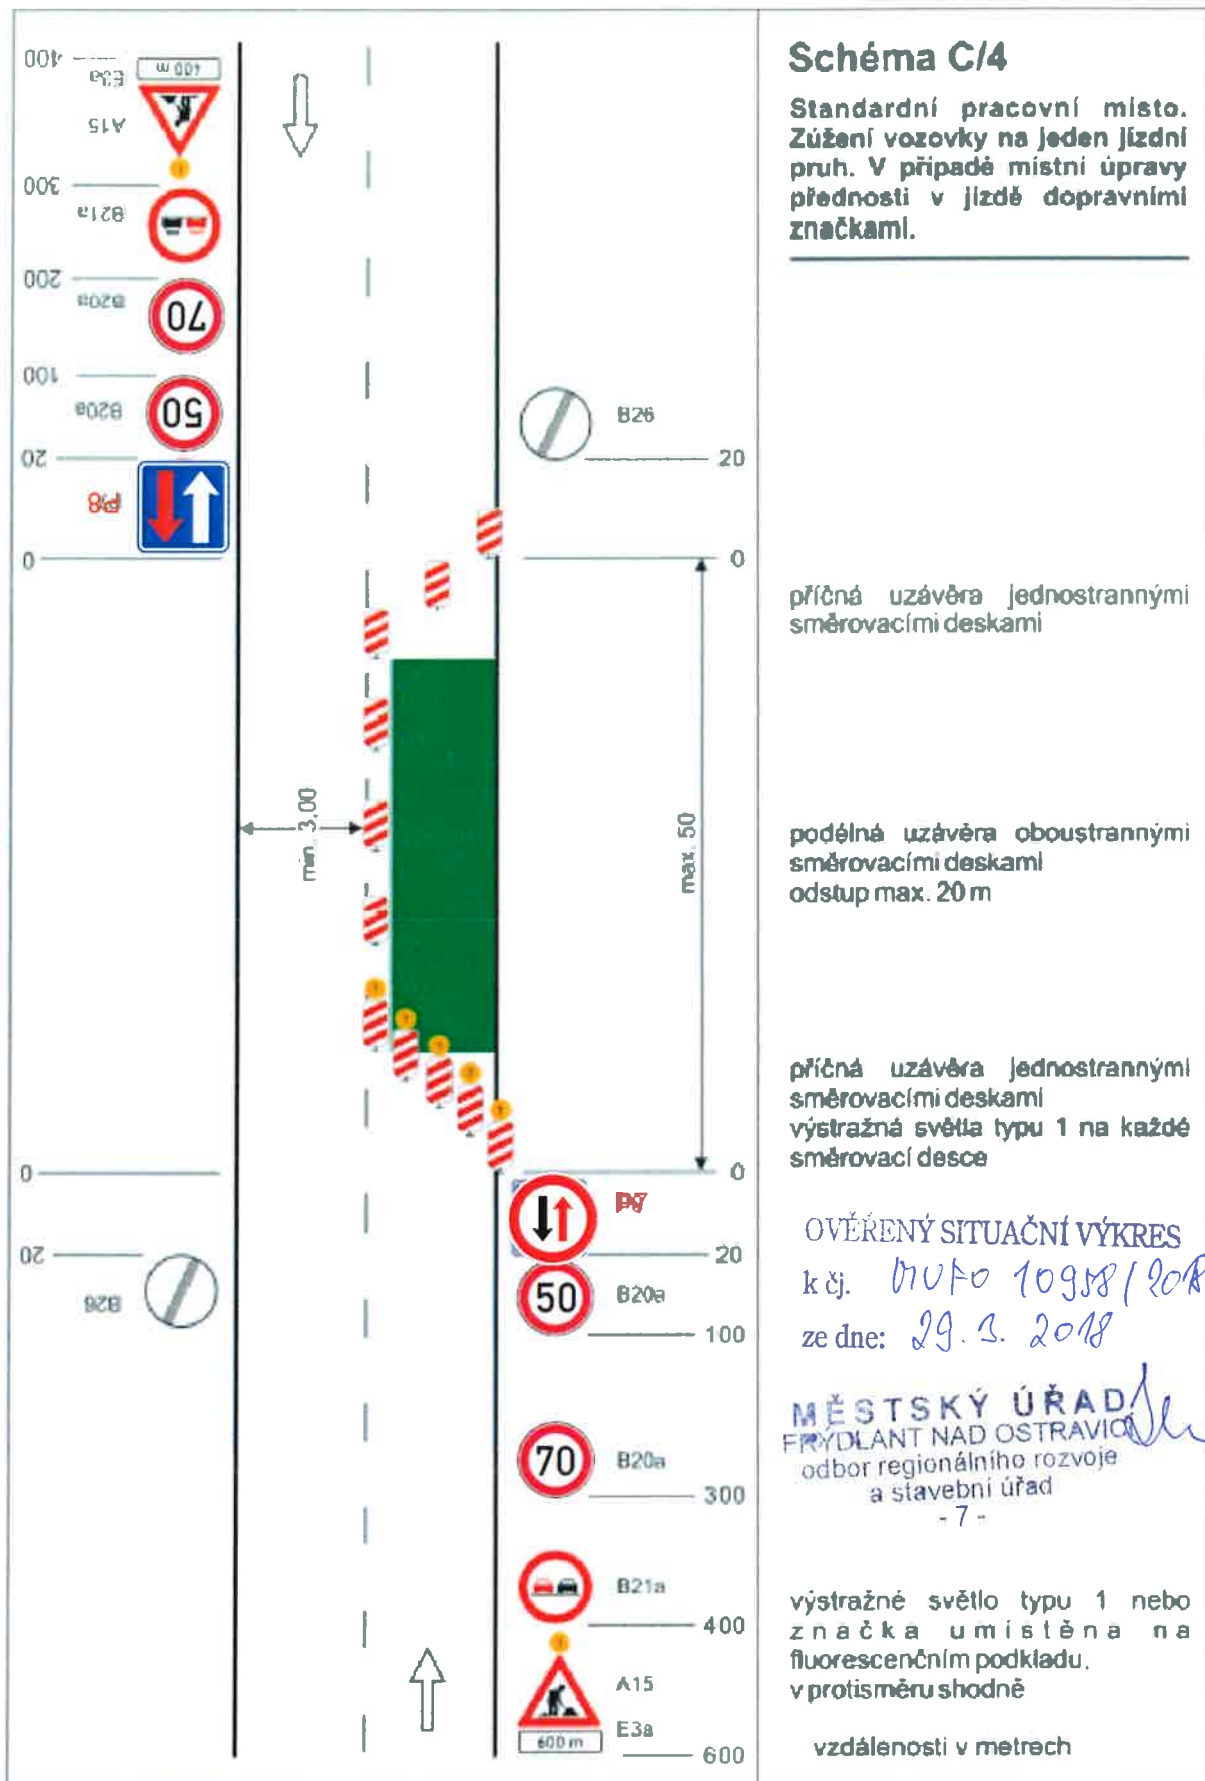 Schéma C/4
Standardní pracovní místo.
Zúžení vozovky na jeden jízdní
pruh. V případě místní úpravy
přednosti v jízdě dopravními
značkami.
400
400 m
E3a
A15
300
B21a
200
B20a
70
100
B20a
50
20
P8
0
B26
20
0
příčná uzávěra jednostrannými
směrovacími deskami
min. 3,00
max. 50
podélná uzávěra oboustrannými
směrovacími deskami
odstup max. 20 m
příčná uzávěra jednostrannými
směrovacími deskami
výstražná světla typu 1 na každé
směrovací desce
0
20
B26
0
P7
20
50
B20a
100
70
B20a
300
B21a
400
A15
E3a
600 m
600
OVĚŘENÝ SITUAČNÍ VÝKRES
k čj. MUFO 10958/2018
ze dne: 29. 3. 2018
MĚSTSKÝ ÚŘAD
FRÝDLANT NAD OSTRAVICÍ
odbor regionálního rozvoje
a stavební úřad
- 7 -
výstražné světlo typu 1 nebo
značka umístěna na
fluorescenčním podkladu,
v protisměru shodně
vzdálenosti v metrech